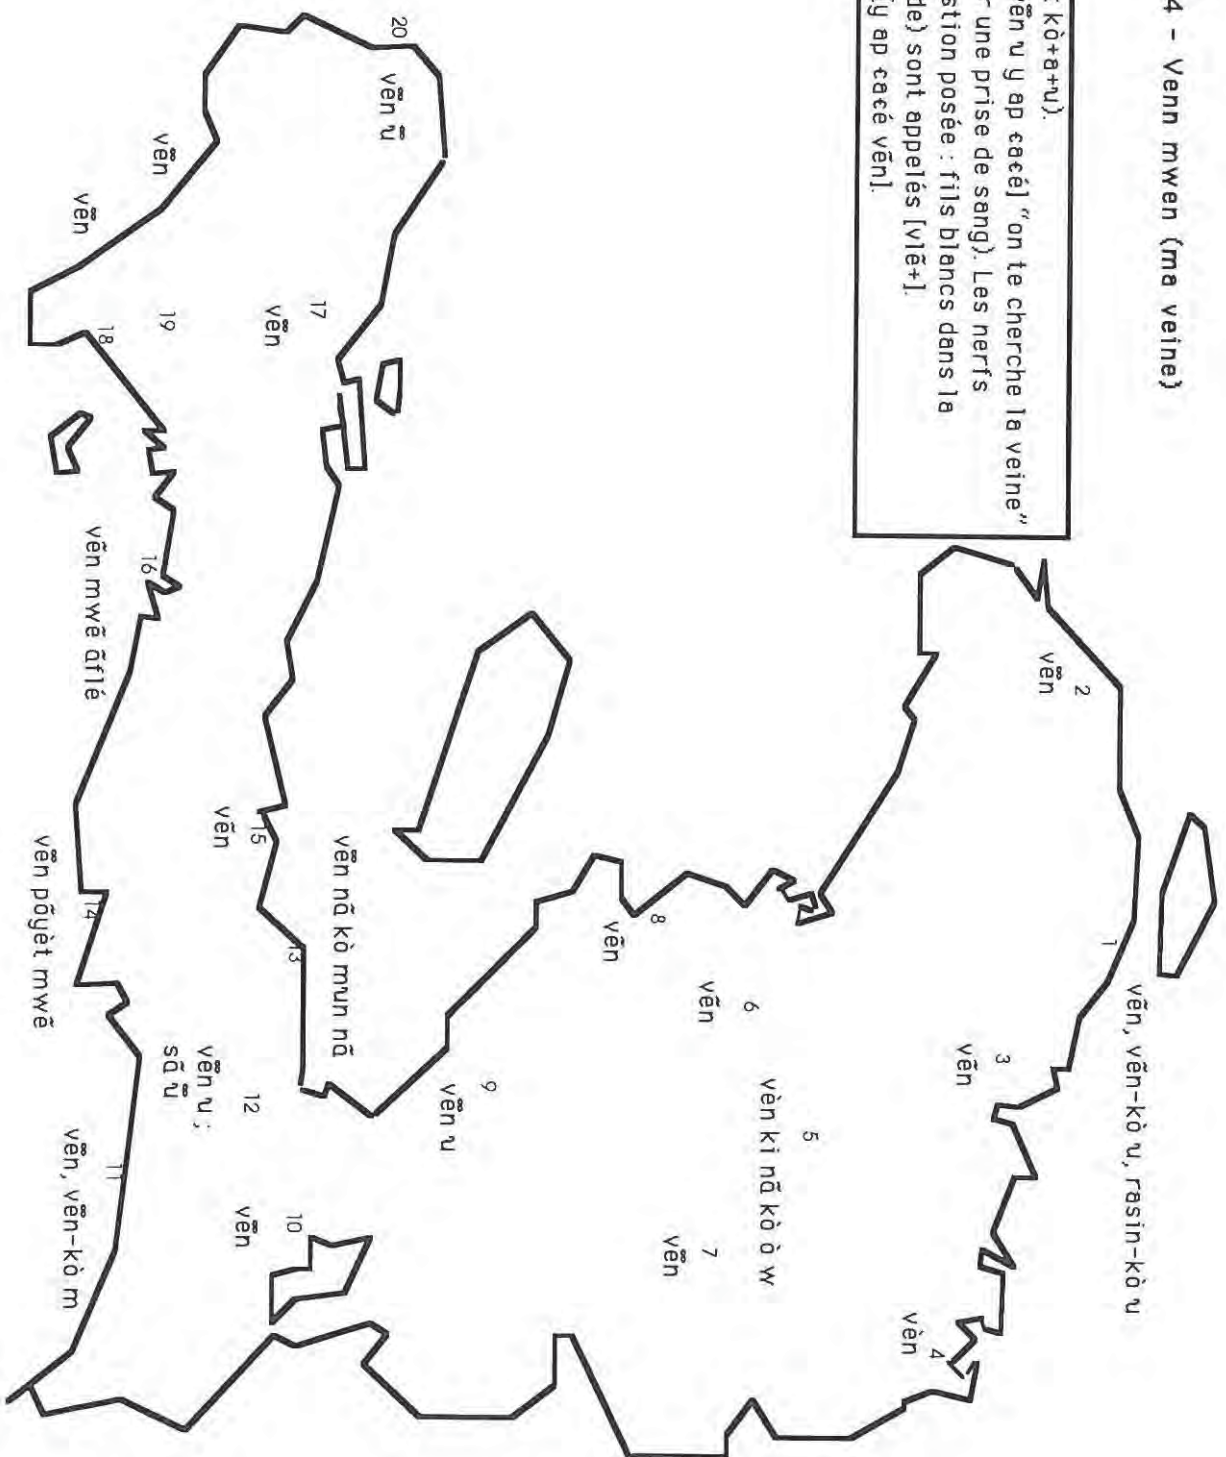 4 - Venn mwen (ma veine)
kò+a+u).
vẽn u y ap cacé] “on te cherche la veine”
r une prise de sang). Les nerfs
stion posée : fils blancs dans la
de) sont appelés [vlẽ+].
y ap cacé vẽn].
1
vẽn, vẽn-kò u, rasin-kò u
2
vẽn
3
vẽn
4
vèn
5
vèn ki nã kò ò w
6
vẽn
7
vẽn
8
vẽn
9
vẽn u
10
vẽn
11
vẽn, vẽn-kò m
12
vẽn u ;
sã ũ
13
vẽn nã kò mun nã
14
vẽn põyèt mwẽ
15
vẽn
16
vẽn mwẽ ãflé
17
vẽn
18
vẽn
19
vẽn
20
vẽn ũ